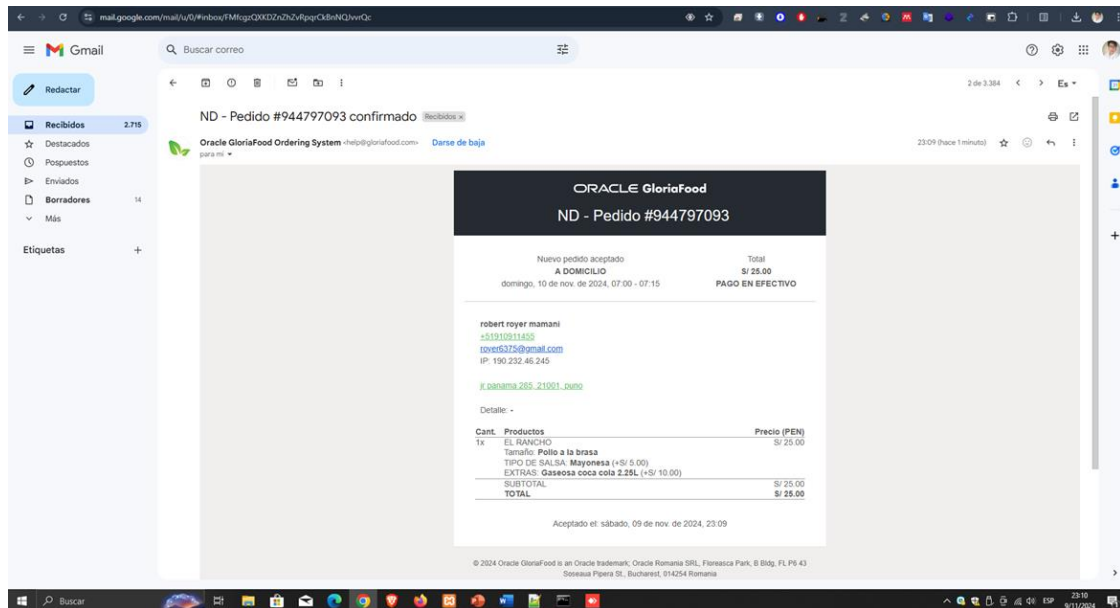 mail.google.com/mail/u/0/#inbox/FMfcgzQXKDZnZhZvRpqrCkBnNQJvvrQc
Gmail
Buscar correo
Redactar
2 de 3.384
Es
Recibidos 2.715
Destacados
Pospuestos
Enviados
Borradores 14
Más
Etiquetas
ND - Pedido #944797093 confirmado Recibidos x
Oracle GloriaFood Ordering System <help@gloriafood.com> Darse de baja
23:09 (hace 1 minuto)
para mí
ORACLE GloriaFood
ND - Pedido #944797093
Nuevo pedido aceptado Total
A DOMICILIO S/ 25.00
domingo, 10 de nov. de 2024, 07:00 - 07:15 PAGO EN EFECTIVO
robert royer mamani
+51910911455
royer6375@gmail.com
IP: 190.232.46.245
jr panama 285, 21001, puno
Detalle: -
Cant. Productos Precio (PEN)
1x EL RANCHO S/ 25.00
Tamaño: Pollo a la brasa
TIPO DE SALSA: Mayonesa (+S/ 5.00)
EXTRAS: Gaseosa coca cola 2.25L (+S/ 10.00)
SUBTOTAL S/ 25.00
TOTAL S/ 25.00
Aceptado el: sábado, 09 de nov. de 2024, 23:09
© 2024 Oracle GloriaFood is an Oracle trademark; Oracle Romania SRL, Floreasca Park, B Bldg, FL P6 43
Soseaua Pipera St., Bucharest, 014254 Romania
Buscar
ESP
23:10
9/11/2024